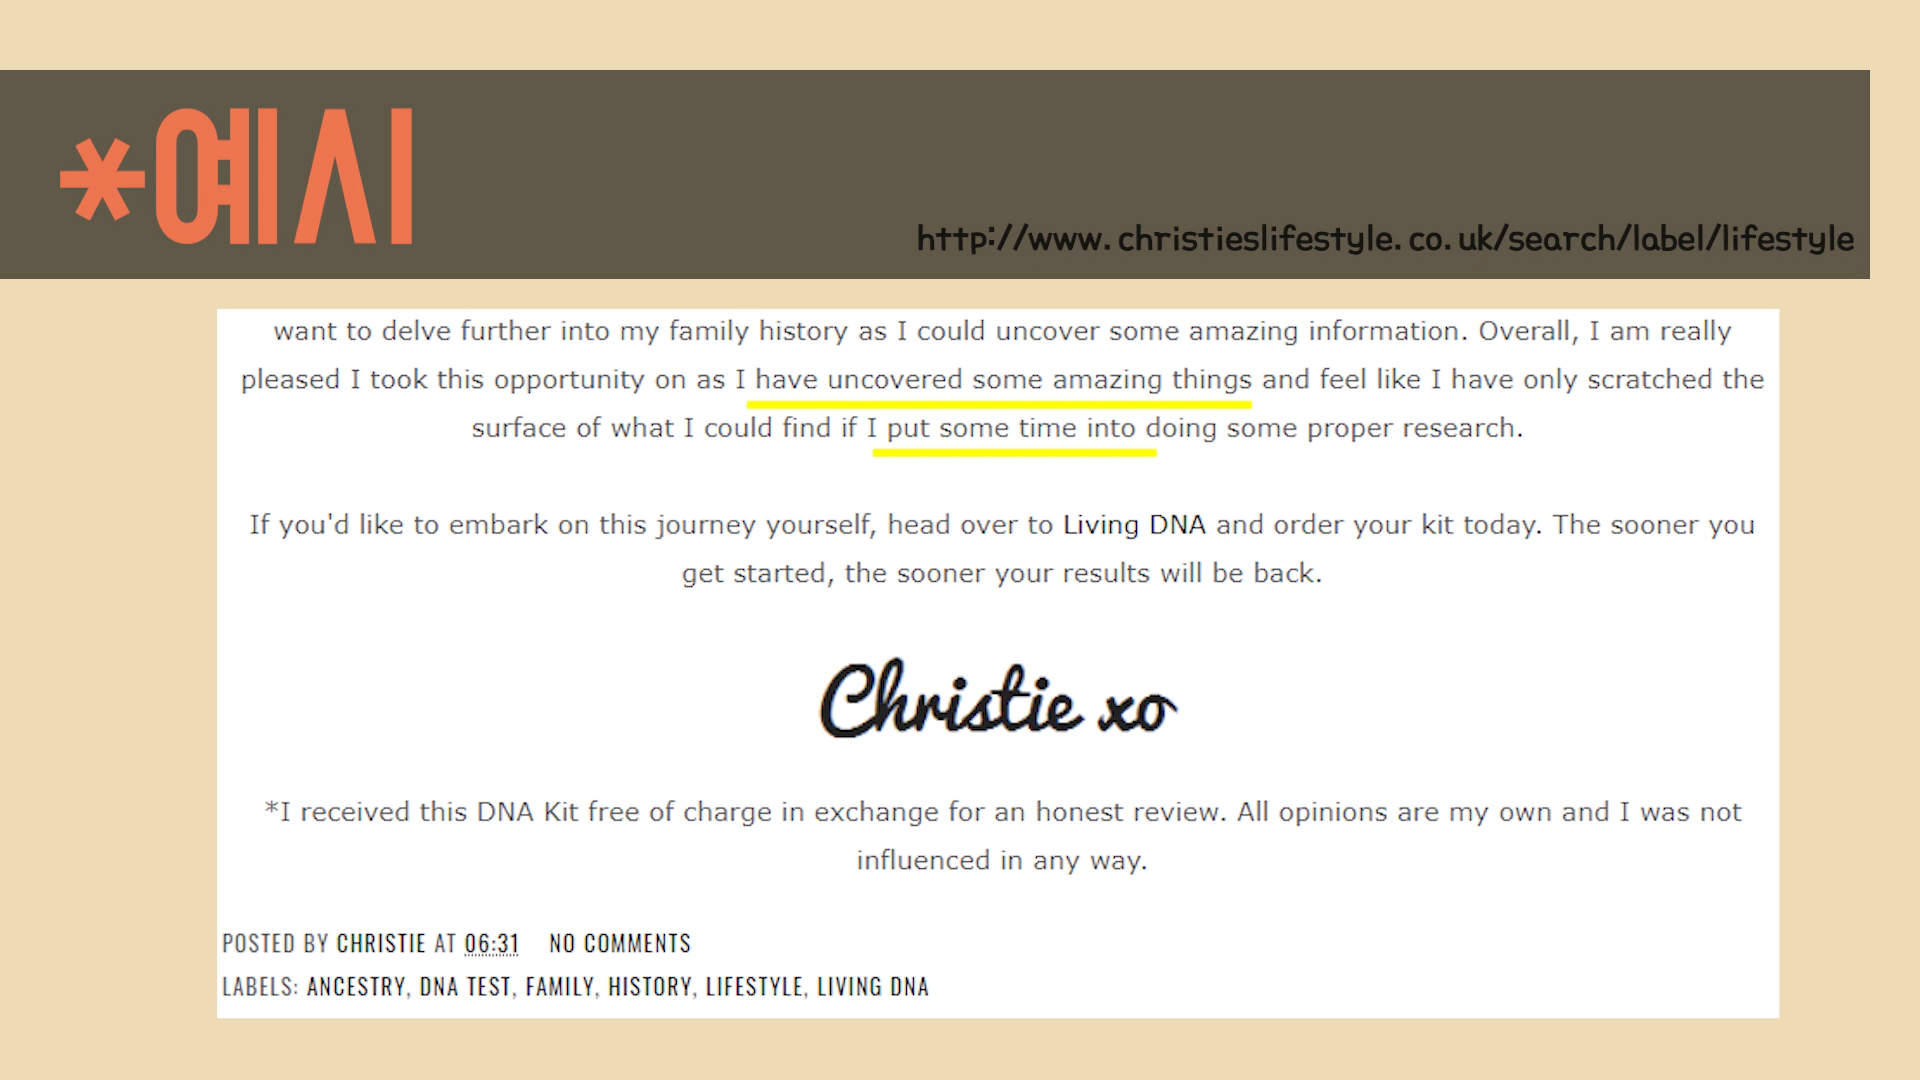 *예시
http://www.christieslifestyle.co.uk/search/label/lifestyle
want to delve further into my family history as I could uncover some amazing information. Overall, I am really
pleased I took this opportunity on as I have uncovered some amazing things and feel like I have only scratched the
surface of what I could find if I put some time into doing some proper research.
If you'd like to embark on this journey yourself, head over to Living DNA and order your kit today. The sooner you
get started, the sooner your results will be back.
Christie xo
*I received this DNA Kit free of charge in exchange for an honest review. All opinions are my own and I was not
influenced in any way.
POSTED BY CHRISTIE AT 06:31 NO COMMENTS
LABELS: ANCESTRY, DNA TEST, FAMILY, HISTORY, LIFESTYLE, LIVING DNA